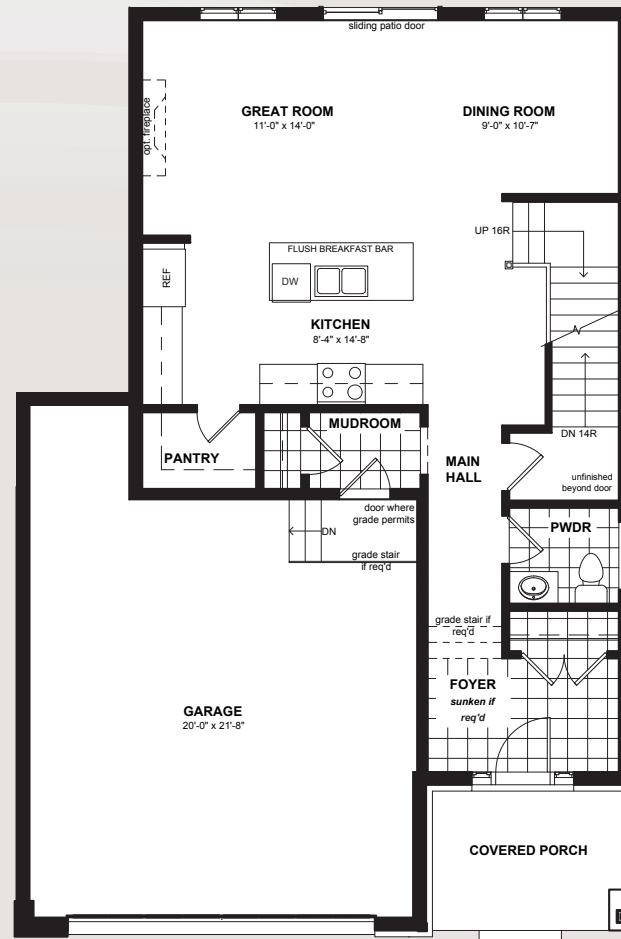 sliding patio door
GREAT ROOM
11'-0" x 14'-0"
DINING ROOM
9'-0" x 10'-7"
opt. fireplace
UP 16R
FLUSH BREAKFAST BAR
REF
DW
KITCHEN
8'-4" x 14'-8"
MUDROOM
DN 14R
PANTRY
MAIN
HALL
unfinished
beyond door
door where
grade permits
DN
PWDR
grade stair
if req'd
grade stair if
req'd
FOYER
sunken if
req'd
GARAGE
20'-0" x 21'-8"
COVERED PORCH